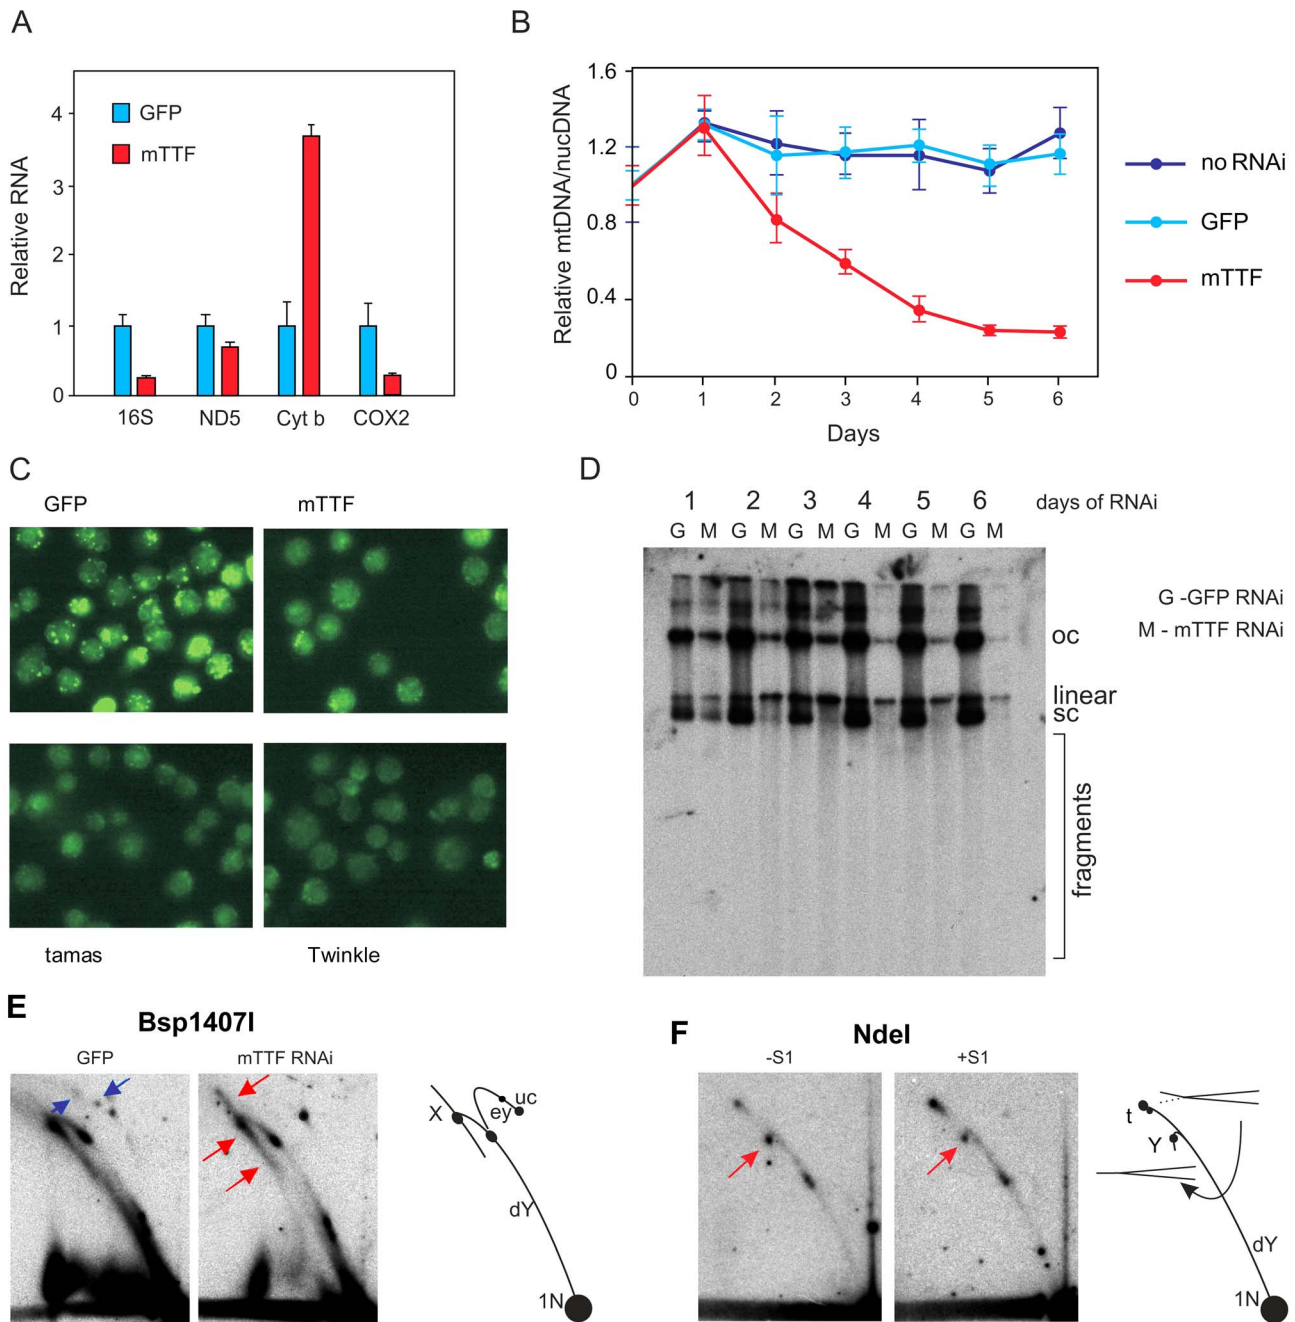 A
GFP
mTTF
Relative RNA
4
3
2
1
0
16S ND5 Cyt b COX2
B
Relative mtDNA/nucDNA
1.6
1.2
0.8
0.4
0
0 1 2 3 4 5 6
Days
no RNAi
GFP
mTTF
C
GFP mTTF
tamas Twinkle
D
1 2 3 4 5 6 days of RNAi
G M G M G M G M G M G M
G -GFP RNAi
M - mTTF RNAi
oc
linear
sc
fragments
E
Bsp1407I
GFP mTTF RNAi
X
ey
uc
dY
1N
F
NdeI
-S1 +S1
t
Y
dY
1N